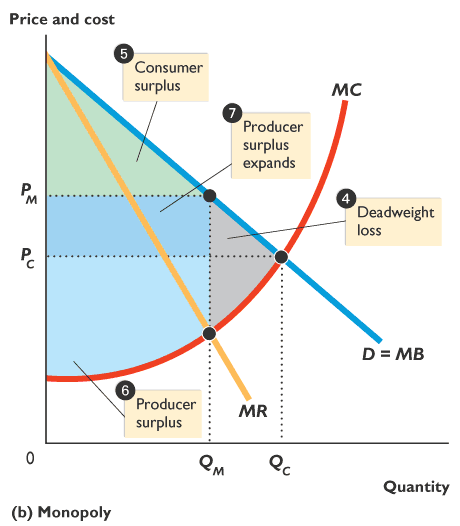 Price and cost
5
Consumer
surplus
7
Producer
surplus
expands
MC
4
Deadweight
loss
P_M
P_C
D = MB
6
Producer
surplus
MR
0
Q_M
Q_C
Quantity
(b) Monopoly